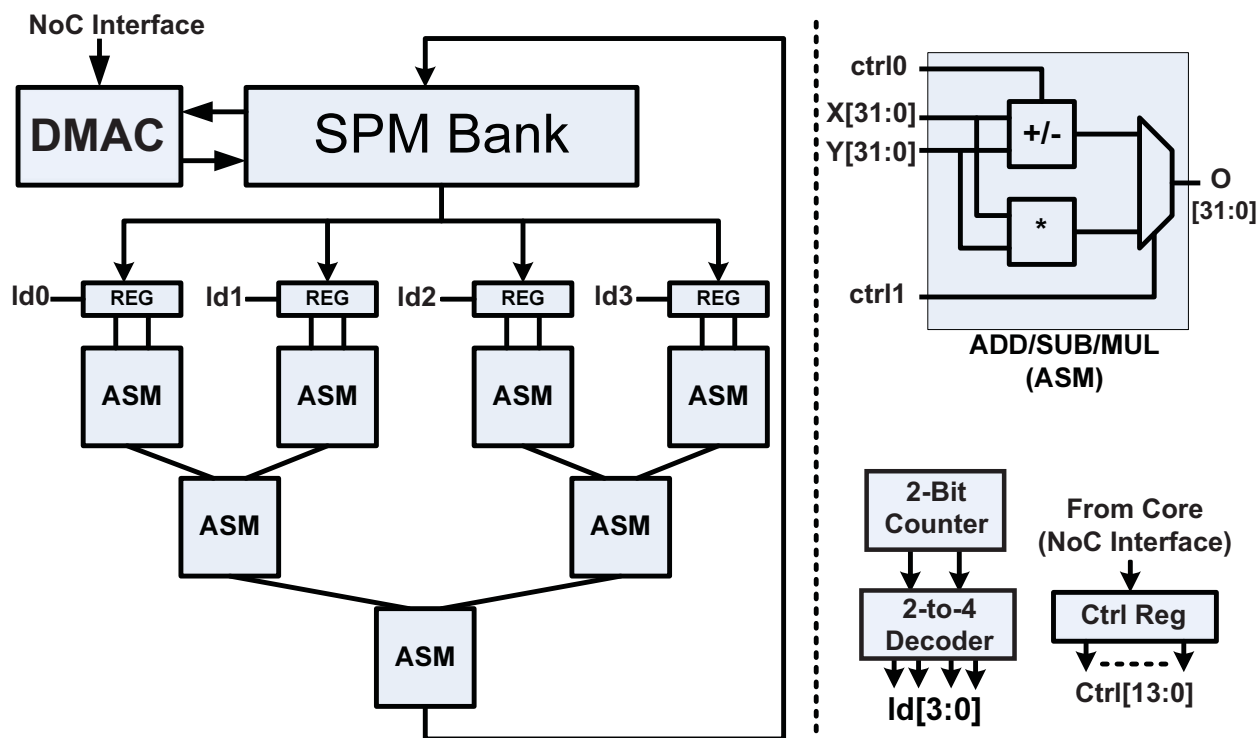 NoC Interface
DMAC
SPM Bank
ld0
REG
ld1
REG
ld2
REG
ld3
REG
ASM
ASM
ASM
ASM
ASM
ASM
ASM
ctrl0
X[31:0]
Y[31:0]
+/-
*
O
[31:0]
ctrl1
ADD/SUB/MUL
(ASM)
2-Bit
Counter
2-to-4
Decoder
ld[3:0]
From Core
(NoC Interface)
Ctrl Reg
Ctrl[13:0]